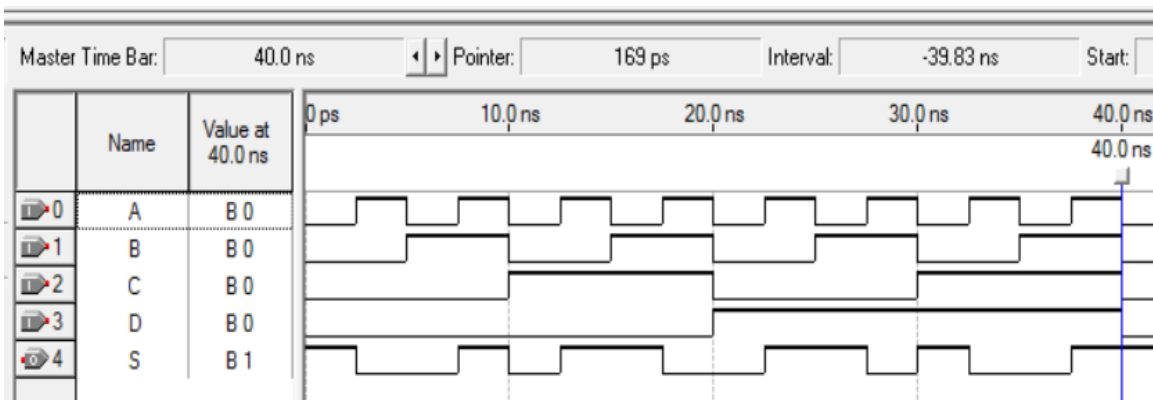 Master Time Bar: 40.0 ns Pointer: 169 ps Interval: -39.83 ns Start:
Name Value at 40.0 ns 0 ps 10.0 ns 20.0 ns 30.0 ns 40.0 ns
40.0 ns
0 A B 0
1 B B 0
2 C B 0
3 D B 0
4 S B 1